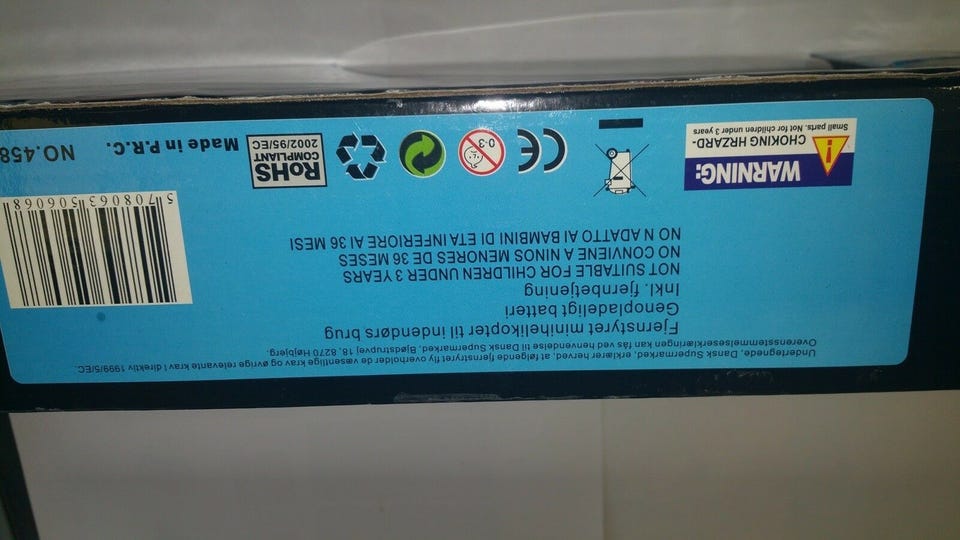 Undertegnede, Dansk Supermarked, erklærer herved, at følgende fjernstyret fly overholder de væsentlige krav og øvrige relevante krav i direktiv 1999/5/EC.
Overensstemmelseserklæringen kan fås ved henvendelse til Dansk Supermarked, Bjødstrupvej, 18, 8270 Højbjerg.
Fjernstyret minihelikopter til indendørs brug
Genopladeligt batteri
Inkl. fjernbetjening
NOT SUITABLE FOR CHILDREN UNDER 3 YEARS
NO CONVIENE A NINOS MENORES DE 36 MESES
NO N ADATTO AI BAMBINI DI ETA INFERIORE AI 36 MESI
5 708063 506068
WARNING:
CHOKING HRZARD-
Small parts. Not for children under 3 years
CE
0-3
RoHS
COMPLIANT
2002/95/EC
Made in P.R.C.
NO.458